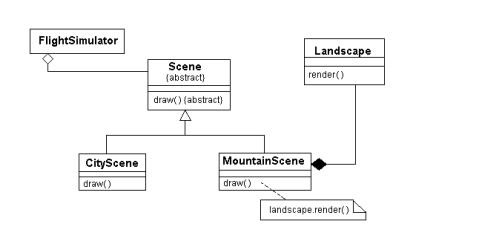 FlightSimulator
Scene
{abstract}
draw() {abstract}
Landscape
render()
CityScene
draw()
MountainScene
draw()
landscape.render()